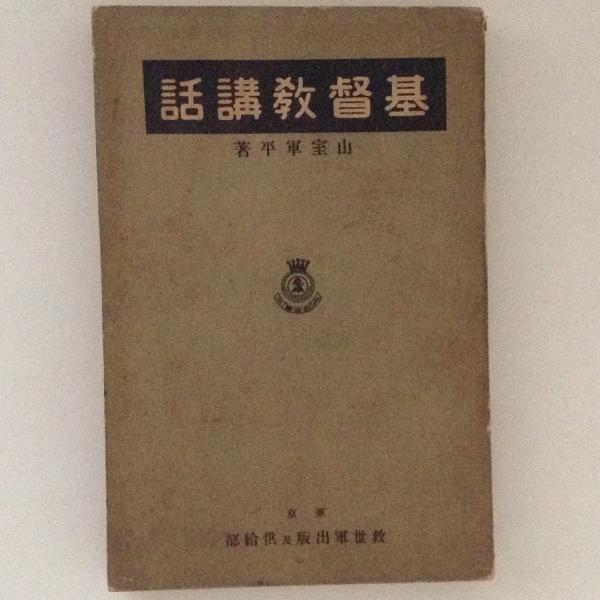 基督教講話
山室軍平著
東京
救世軍出版及供給部